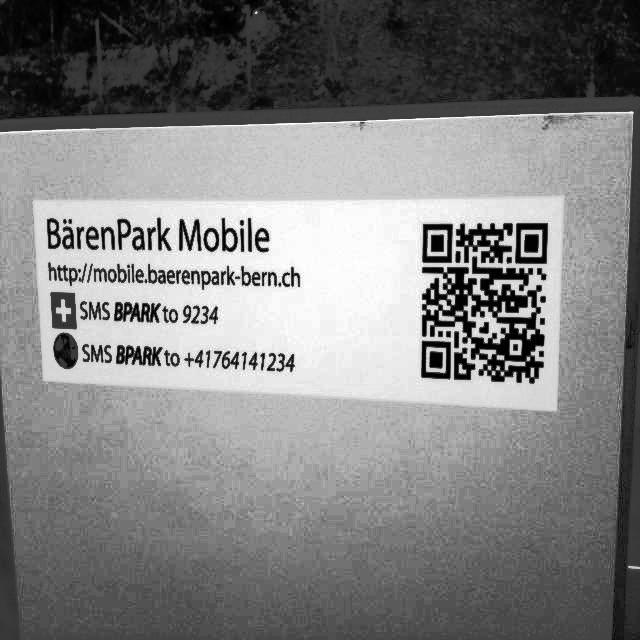 BärenPark Mobile
http://mobile.baerenpark-bern.ch
SMS BPARK to 9234
SMS BPARK to +41764141234